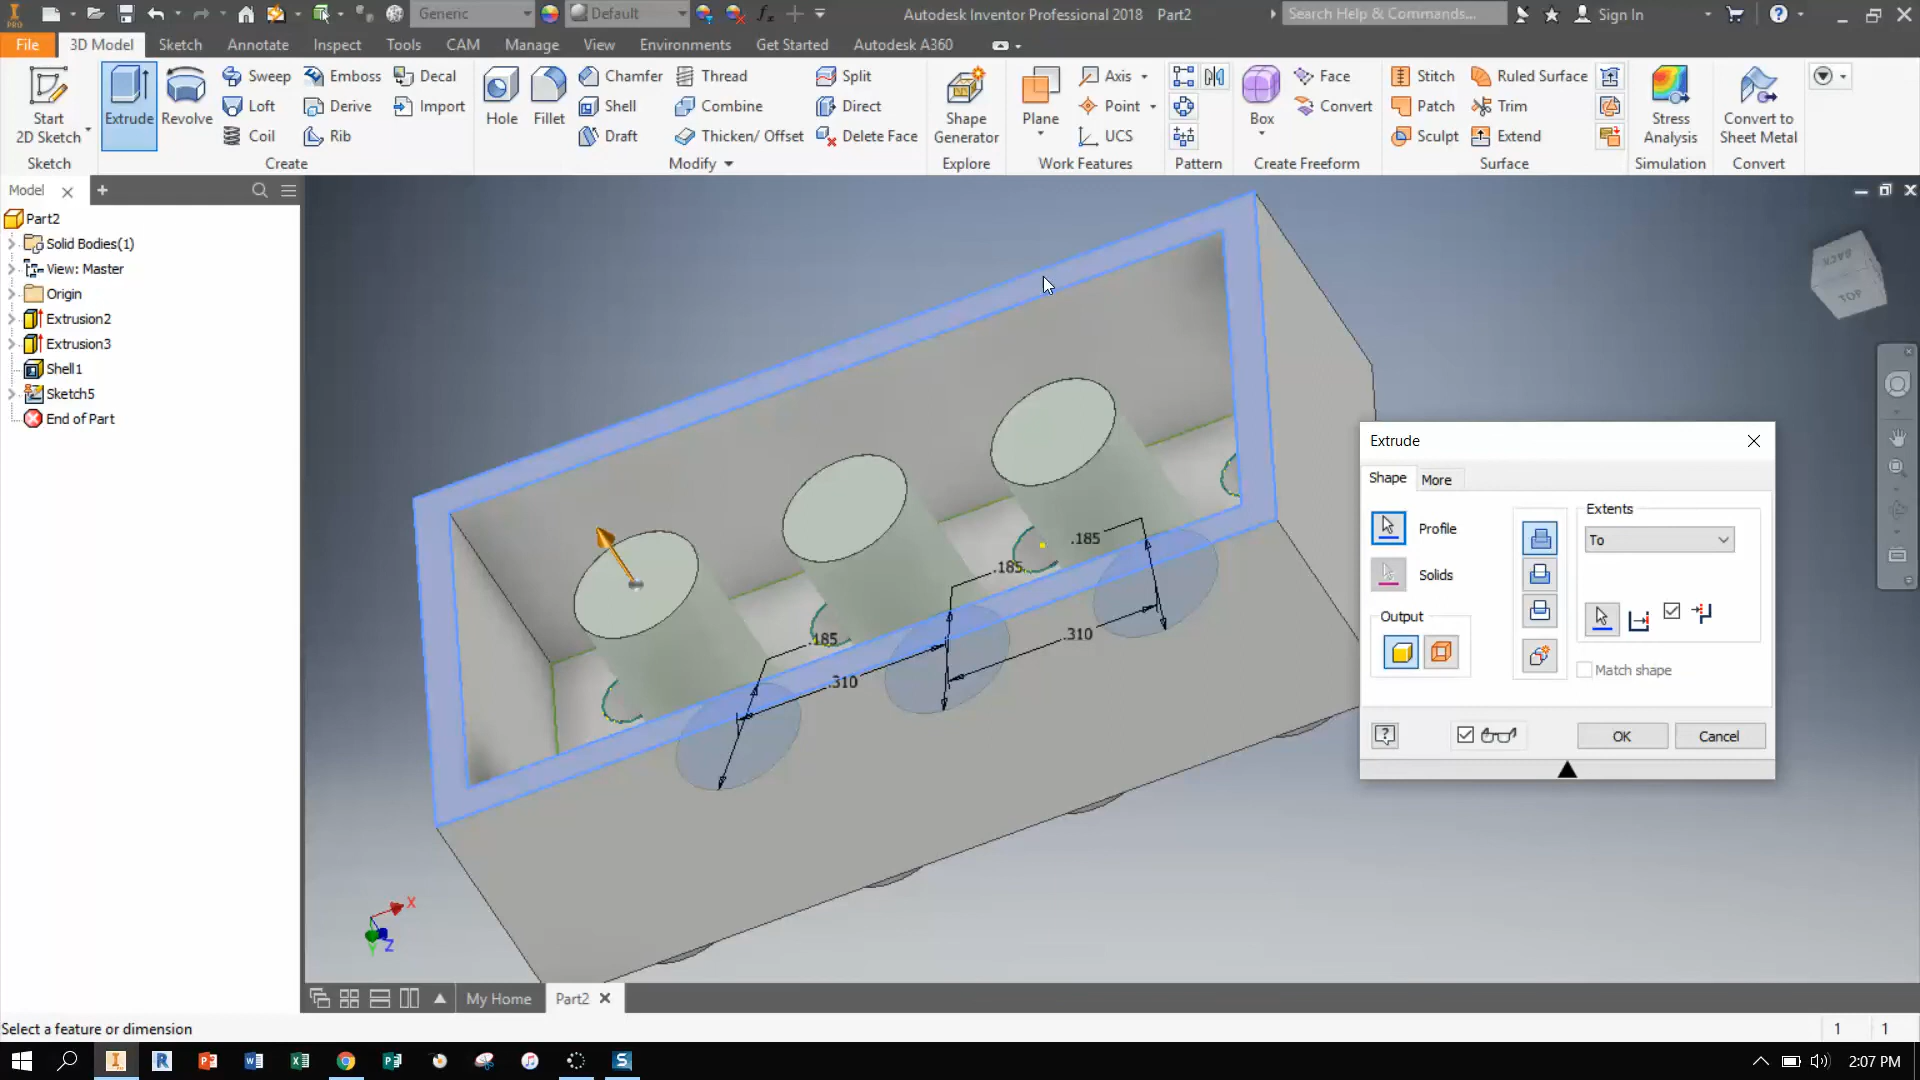 PRO
Generic
Default
Autodesk Inventor Professional 2018   Part2
Search Help & Commands...
Sign In
File
3D Model
Sketch
Annotate
Inspect
Tools
CAM
Manage
View
Environments
Get Started
Autodesk A360
Start
2D Sketch
Extrude
Revolve
Sweep
Loft
Coil
Emboss
Derive
Rib
Decal
Import
Hole
Fillet
Chamfer
Shell
Draft
Thread
Combine
Thicken/ Offset
Split
Direct
Delete Face
Shape
Generator
Plane
Axis
Point
UCS
Box
Face
Convert
Stitch
Patch
Sculpt
Ruled Surface
Trim
Extend
Stress
Analysis
Convert to
Sheet Metal
Sketch
Create
Modify
Explore
Work Features
Pattern
Create Freeform
Surface
Simulation
Convert
Model
Part2
Solid Bodies(1)
View: Master
Origin
Extrusion2
Extrusion3
Shell1
Sketch5
End of Part
BACK
TOP
.185
.185
.185
.310
.310
X
Y
Z
Extrude
Shape
More
Profile
Solids
Output
Extents
To
Match shape
OK
Cancel
My Home
Part2
Select a feature or dimension
1
1
2:07 PM